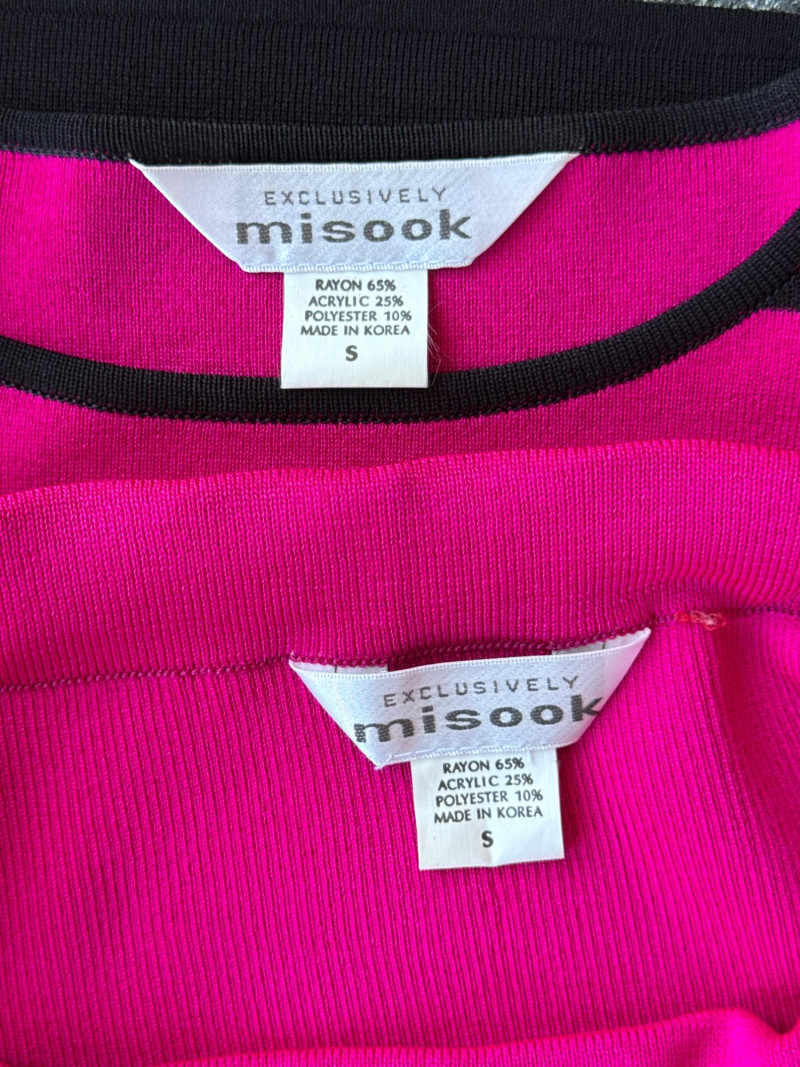 EXCLUSIVELY
misook
RAYON 65%
ACRYLIC 25%
POLYESTER 10%
MADE IN KOREA
S
EXCLUSIVELY
misook
RAYON 65%
ACRYLIC 25%
POLYESTER 10%
MADE IN KOREA
S